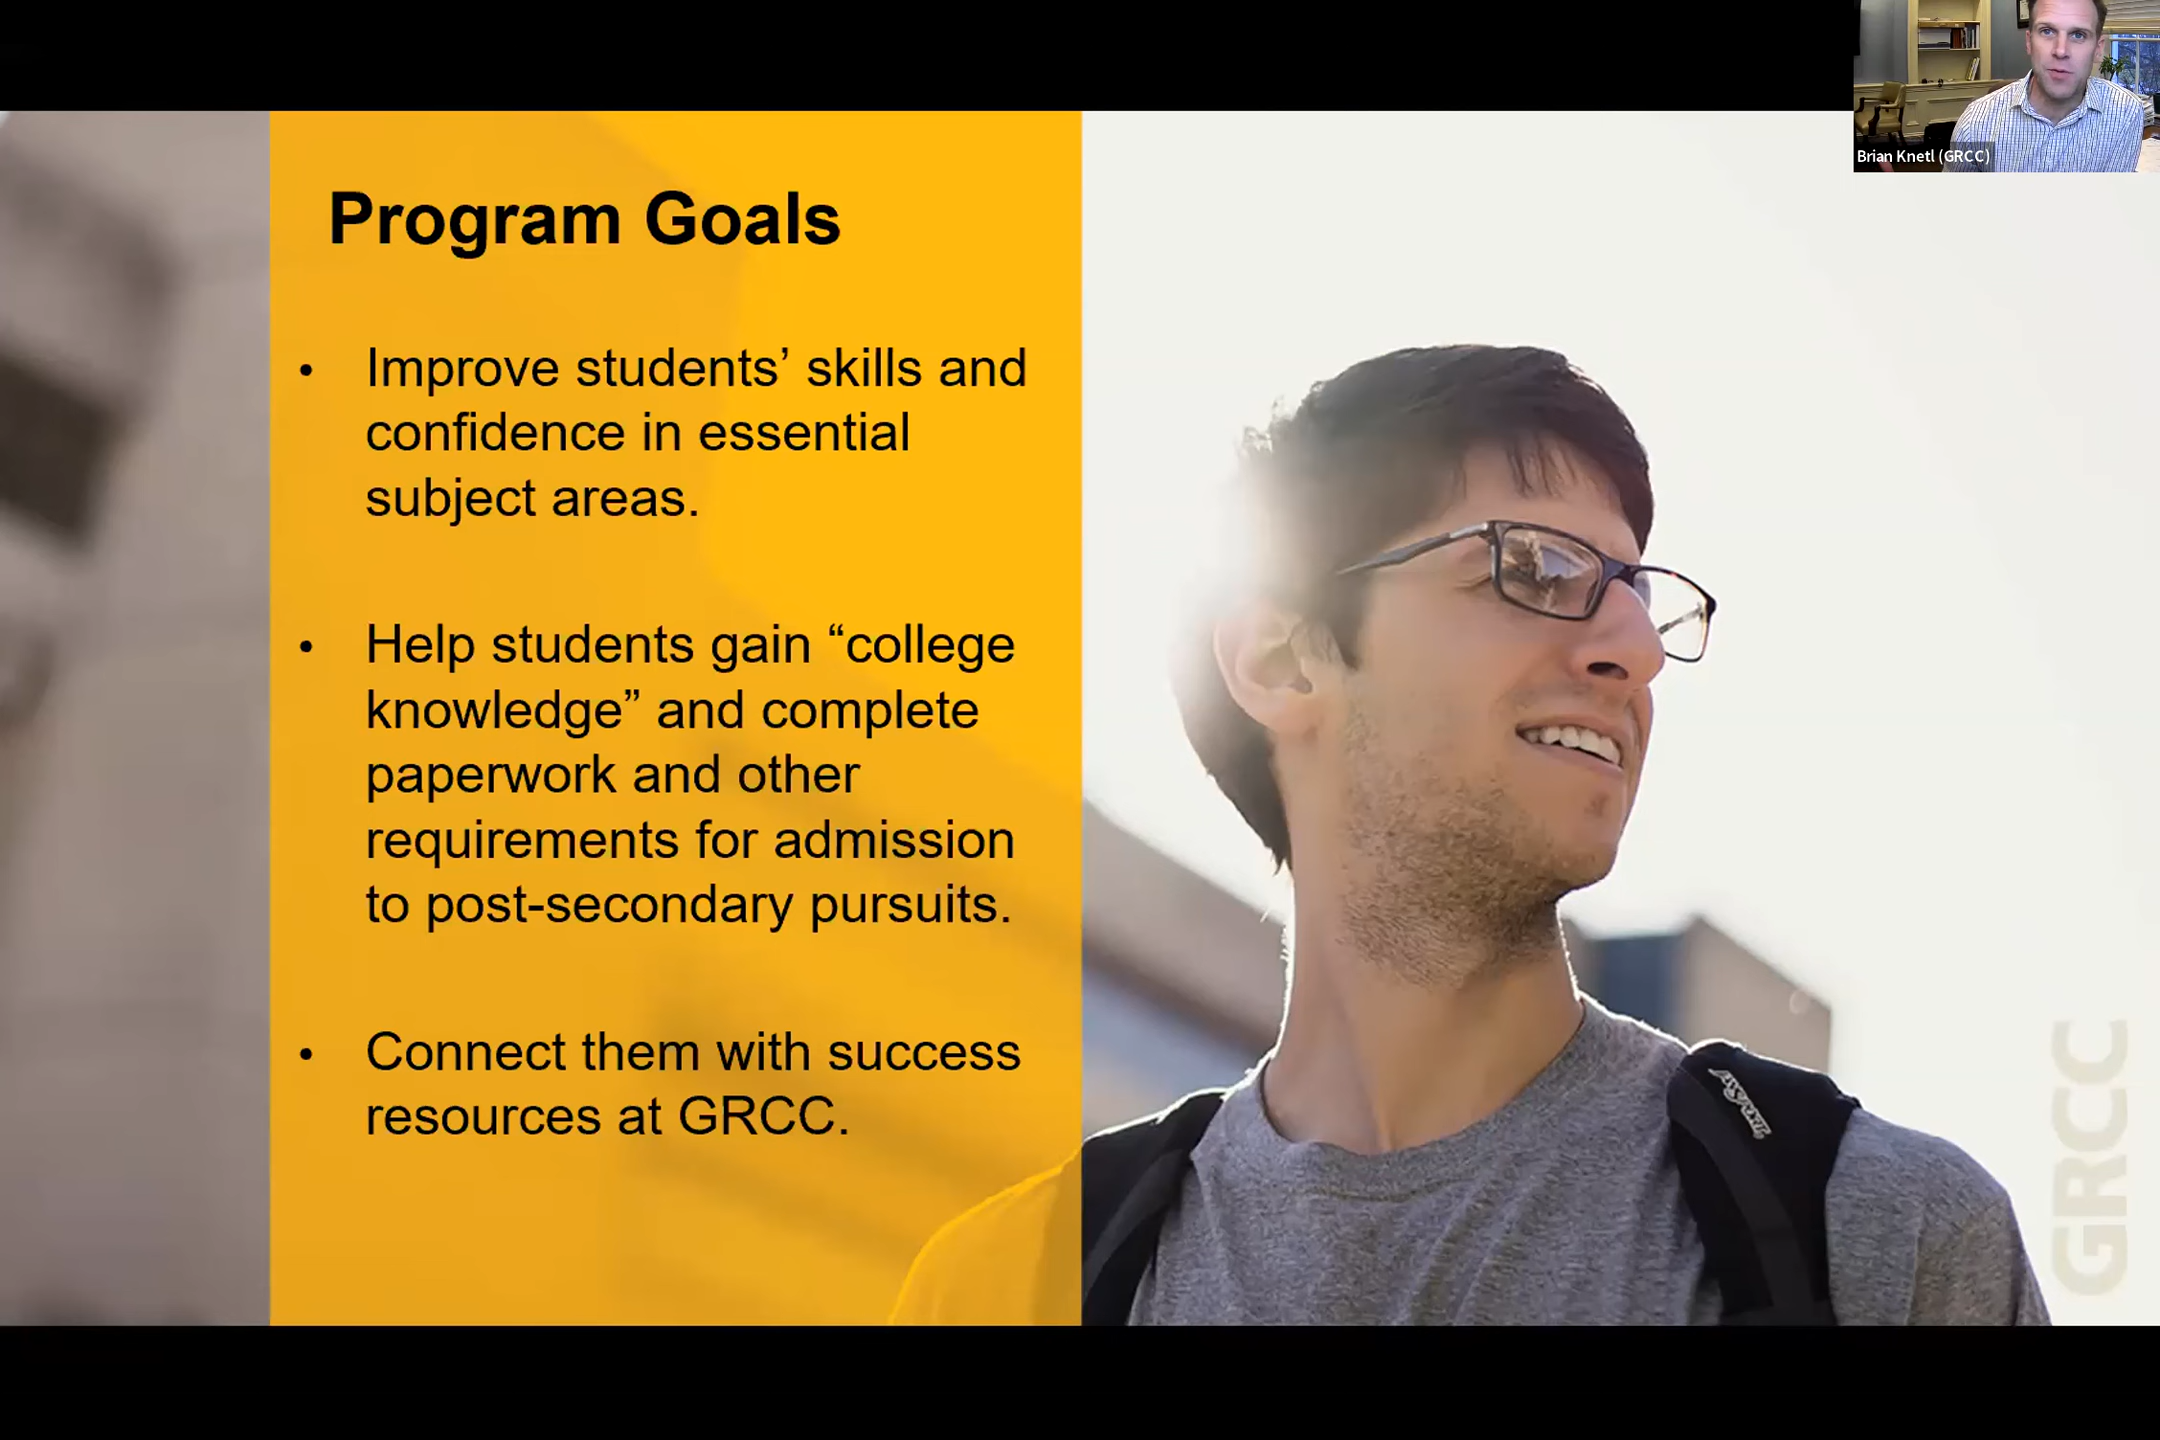 Brian Knetl (GRCC)
Program Goals
• Improve students’ skills and
confidence in essential
subject areas.
• Help students gain “college
knowledge” and complete
paperwork and other
requirements for admission
to post-secondary pursuits.
• Connect them with success
resources at GRCC.
JanSport
GRCC